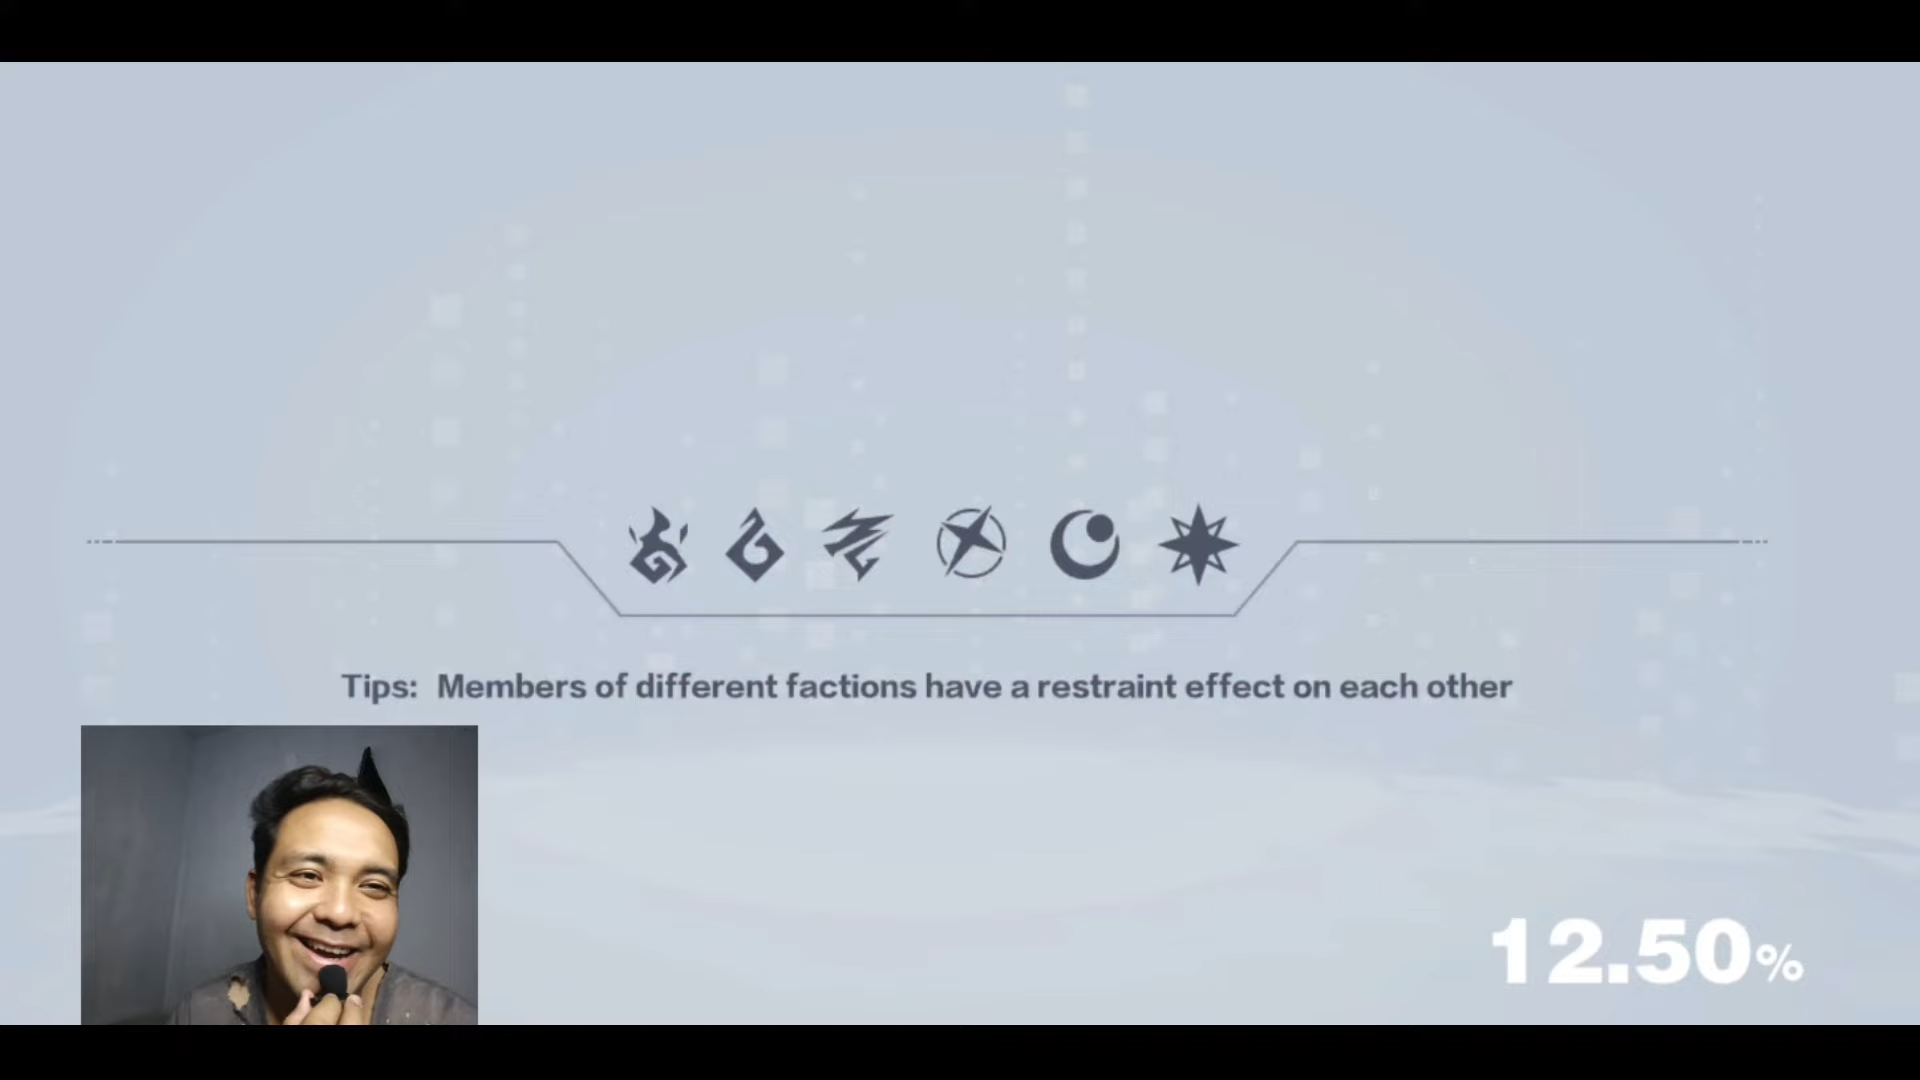 Tips: Members of different factions have a restraint effect on each other
12.50%